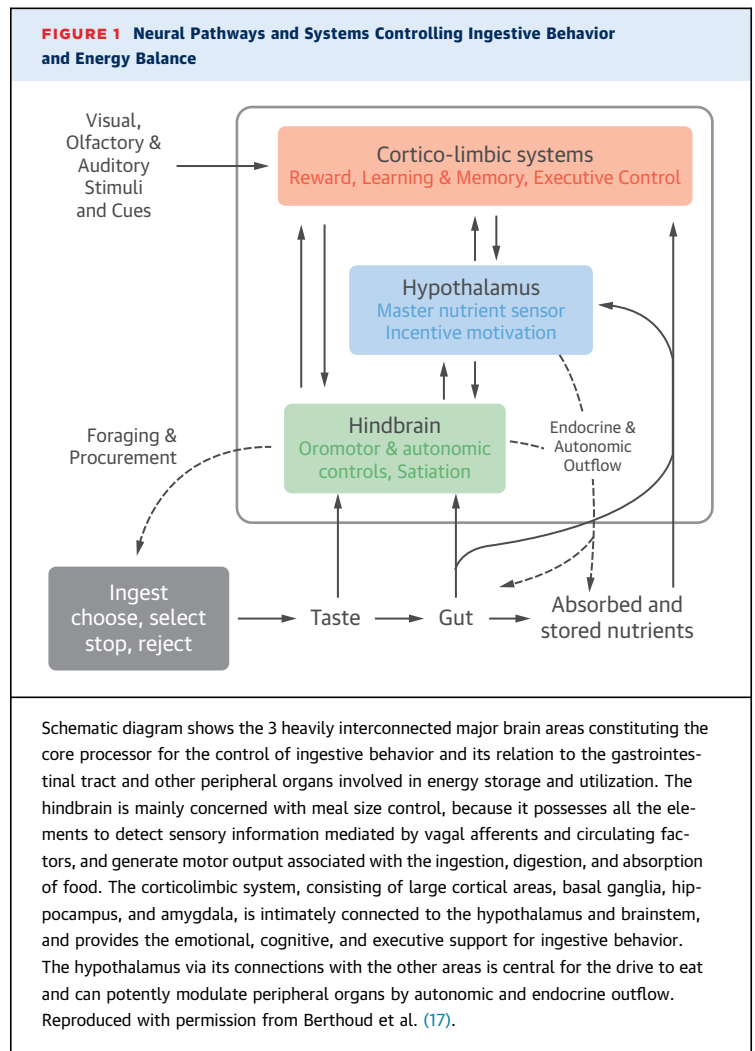 FIGURE 1 Neural Pathways and Systems Controlling Ingestive Behavior
and Energy Balance
Visual,
Olfactory &
Auditory
Stimuli
and Cues
Cortico-limbic systems
Reward, Learning & Memory, Executive Control
Hypothalamus
Master nutrient sensor
Incentive motivation
Foraging &
Procurement
Hindbrain
Oromotor & autonomic
controls, Satiation
Endocrine &
Autonomic
Outflow
Ingest
choose, select
stop, reject
Taste
Gut
Absorbed and
stored nutrients
Schematic diagram shows the 3 heavily interconnected major brain areas constituting the
core processor for the control of ingestive behavior and its relation to the gastrointes-
tinal tract and other peripheral organs involved in energy storage and utilization. The
hindbrain is mainly concerned with meal size control, because it possesses all the ele-
ments to detect sensory information mediated by vagal afferents and circulating fac-
tors, and generate motor output associated with the ingestion, digestion, and absorption
of food. The corticolimbic system, consisting of large cortical areas, basal ganglia, hip-
pocampus, and amygdala, is intimately connected to the hypothalamus and brainstem,
and provides the emotional, cognitive, and executive support for ingestive behavior.
The hypothalamus via its connections with the other areas is central for the drive to eat
and can potently modulate peripheral organs by autonomic and endocrine outflow.
Reproduced with permission from Berthoud et al. (17).